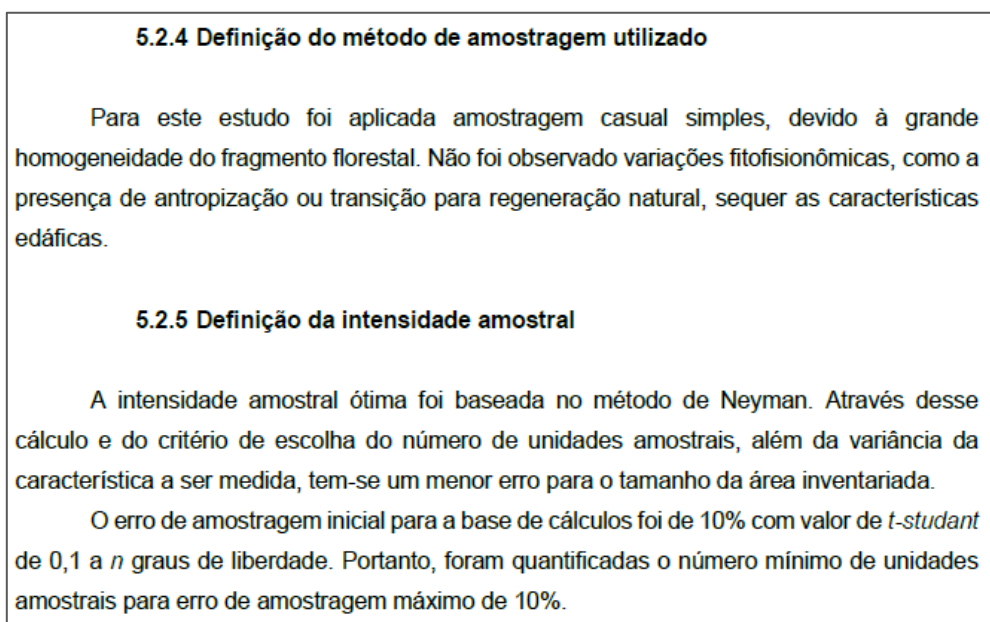 5.2.4 Definição do método de amostragem utilizado
Para este estudo foi aplicada amostragem casual simples, devido à grande
homogeneidade do fragmento florestal. Não foi observado variações fitofisionômicas, como a
presença de antropização ou transição para regeneração natural, sequer as características
edáficas.
5.2.5 Definição da intensidade amostral
A intensidade amostral ótima foi baseada no método de Neyman. Através desse
cálculo e do critério de escolha do número de unidades amostrais, além da variância da
característica a ser medida, tem-se um menor erro para o tamanho da área inventariada.
O erro de amostragem inicial para a base de cálculos foi de 10% com valor de t-studant
de 0,1 a n graus de liberdade. Portanto, foram quantificadas o número mínimo de unidades
amostrais para erro de amostragem máximo de 10%.